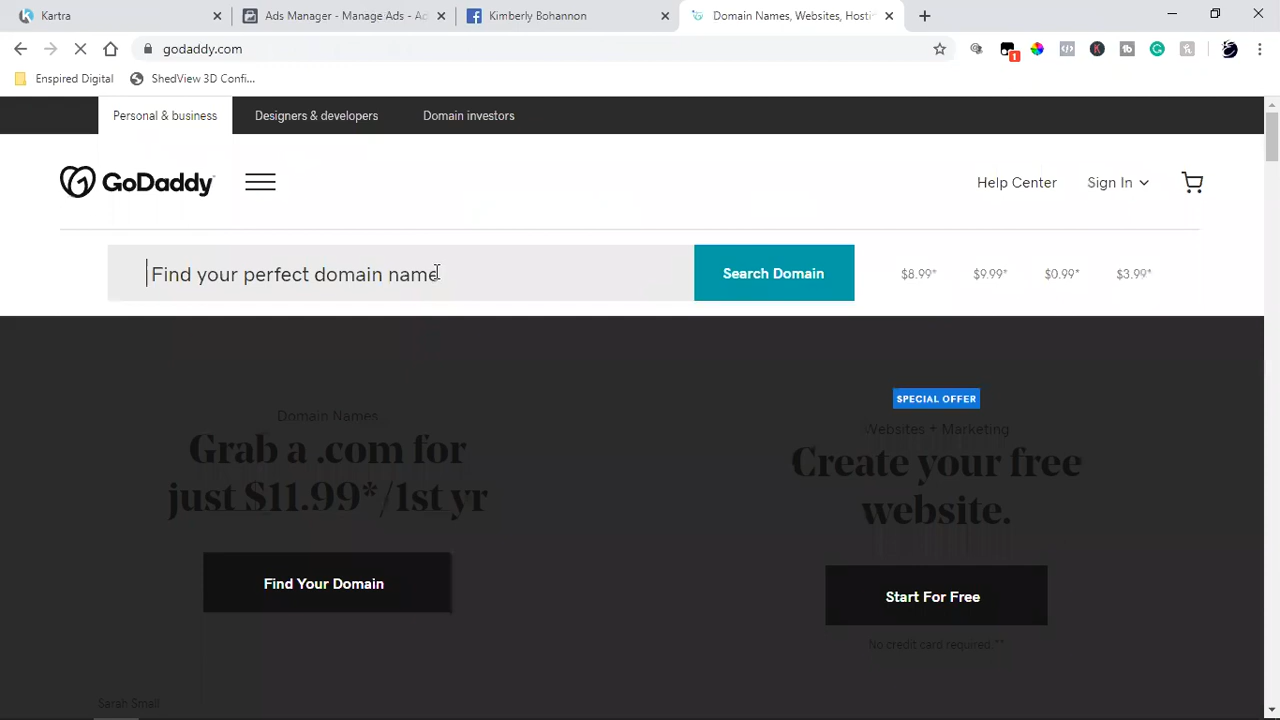 Kartra
Ads Manager - Manage Ads -
Kimberly Bohannon
Domain Names, Websites, Hosti
godaddy.com
1
Enspired Digital
ShedView 3D Confi...
Personal & business
Designers & developers
Domain investors
GoDaddy
Help Center
Sign In
Find your perfect domain name
Search Domain
$8.99*
$9.99*
$0.99*
$3.99*
SPECIAL OFFER
Domain Names
Websites + Marketing
Grab a .com for
just $11.99*/1st yr
Create your free
website.
Find Your Domain
Start For Free
No credit card required.**
Sarah Small